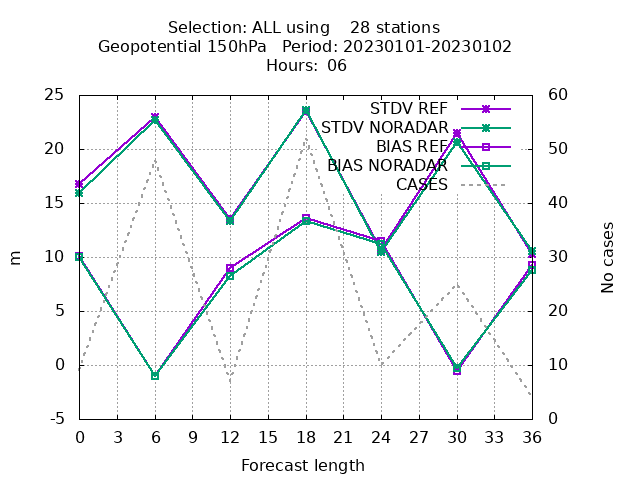 Selection: ALL using    28 stations
Geopotential 150hPa   Period: 20230101-20230102
Hours:  06
25
20
15
10
5
0
-5
m
60
50
40
30
20
10
0
No cases
STDV REF
STDV NORADAR
BIAS REF
BIAS NORADAR
CASES
0 3 6 9 12 15 18 21 24 27 30 33 36
Forecast length